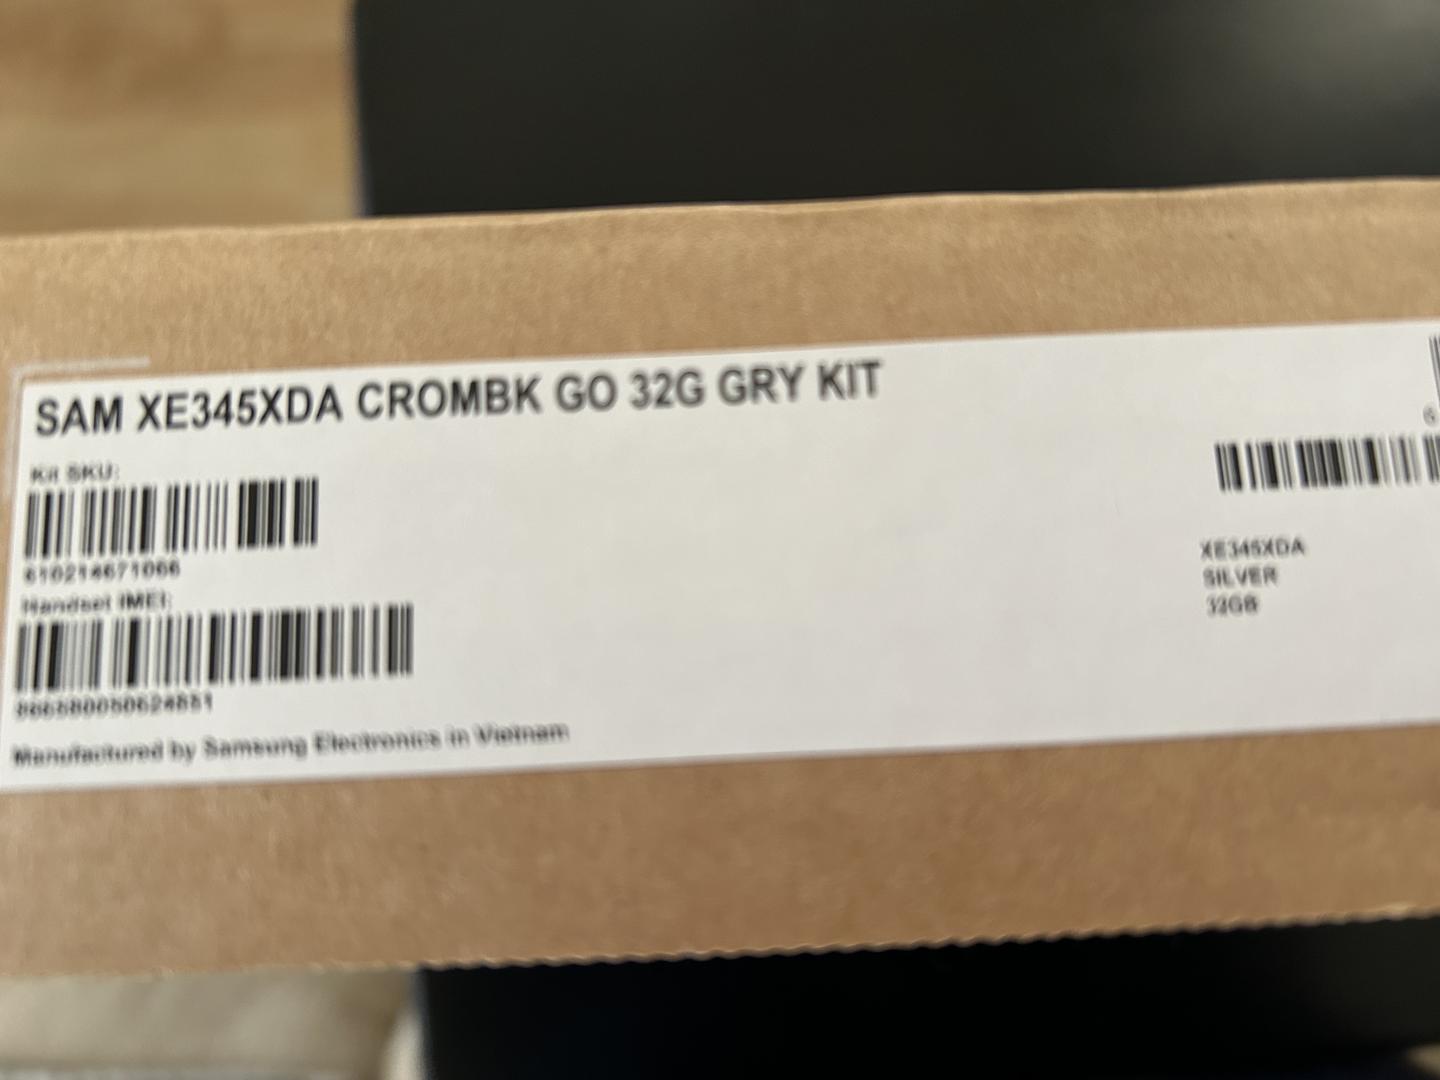 SAM XE345XDA CROMBK GO 32G GRY KIT
Kit SKU:
610214671066
Handset IMEI:
Manufactured by Samsung Electronics in Vietnam
XE345XDA
SILVER
32GB